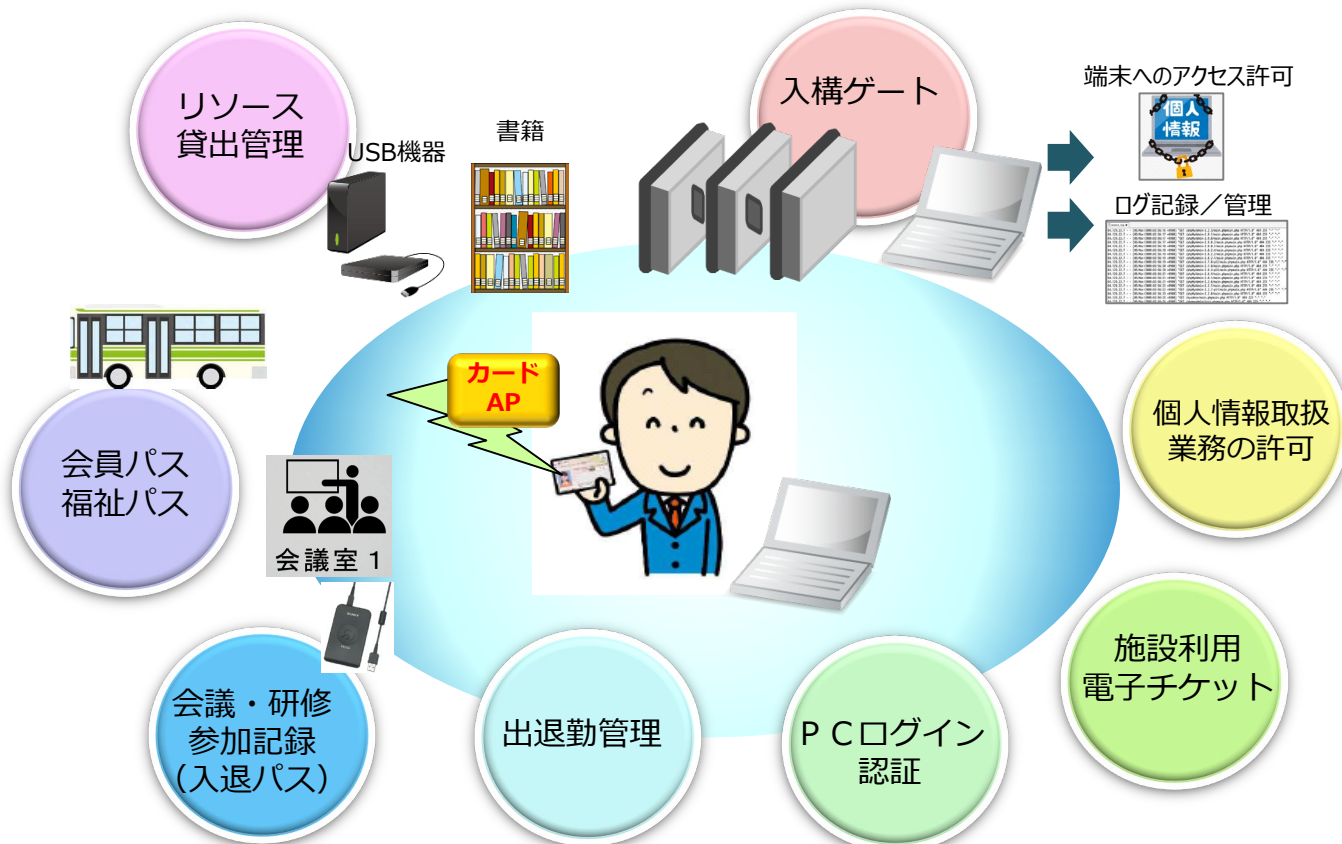 リソース
貸出管理
USB機器
書籍
入構ゲート
端末へのアクセス許可
個人
情報
ログ記録／管理
カード
AP
会員パス
福祉パス
個人情報取扱
業務の許可
会議室１
会議・研修
参加記録
（入退パス）
出退勤管理
ＰＣログイン
認証
施設利用
電子チケット